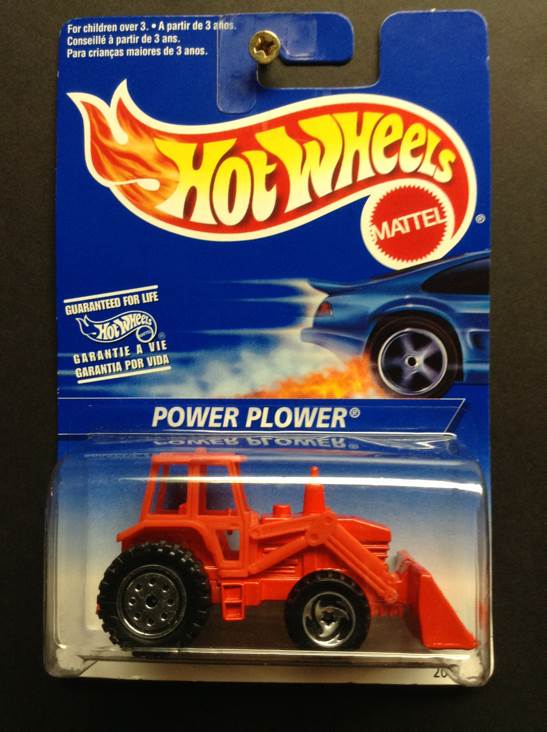 For children over 3. • A partir de 3 años.
Conseillé à partir de 3 ans.
Para crianças maiores de 3 anos.
HOT WHEELS
MATTEL®
GUARANTEED FOR LIFE
HOT WHEELS
GARANTIE A VIE
GARANTIA POR VIDA
POWER PLOWER®